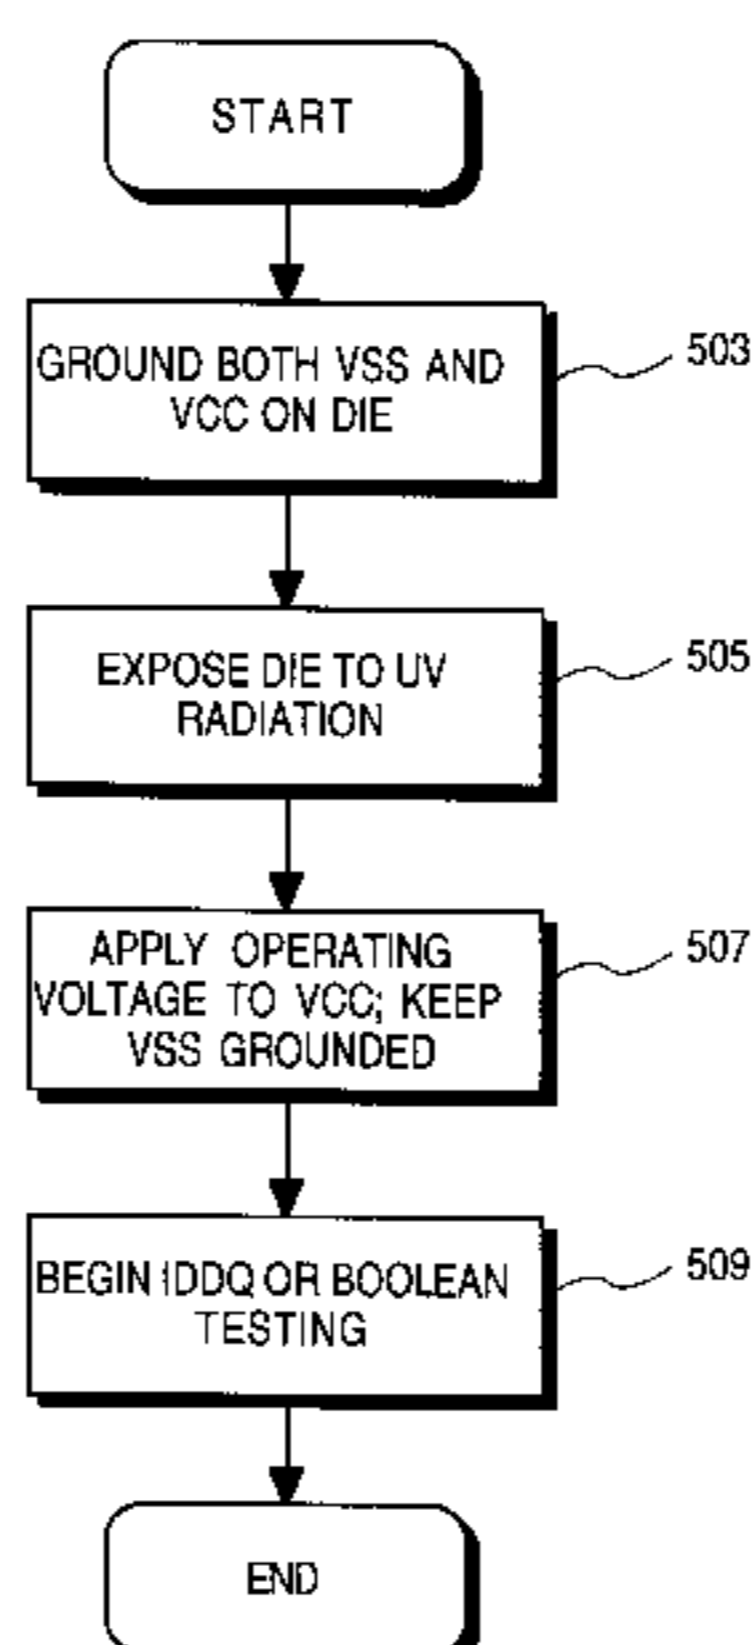 START
GROUND BOTH VSS AND
VCC ON DIE
503
EXPOSE DIE TO UV
RADIATION
505
APPLY OPERATING
VOLTAGE TO VCC; KEEP
VSS GROUNDED
507
BEGIN IDDQ OR BOOLEAN
TESTING
509
END